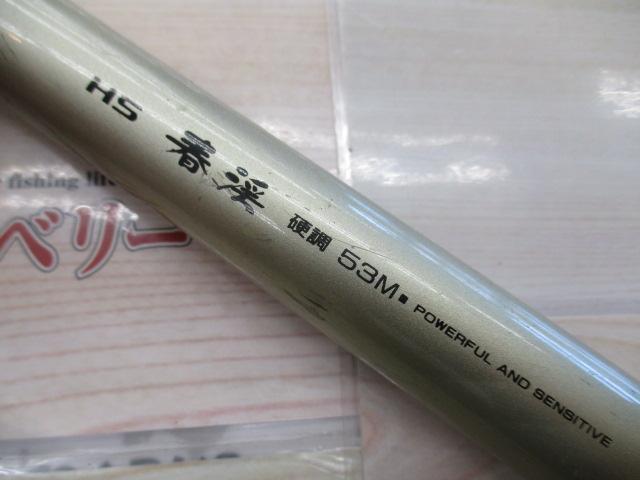 HS 春渓 硬調 53M■ POWERFUL AND SENSITIVE
fishing
ベリー